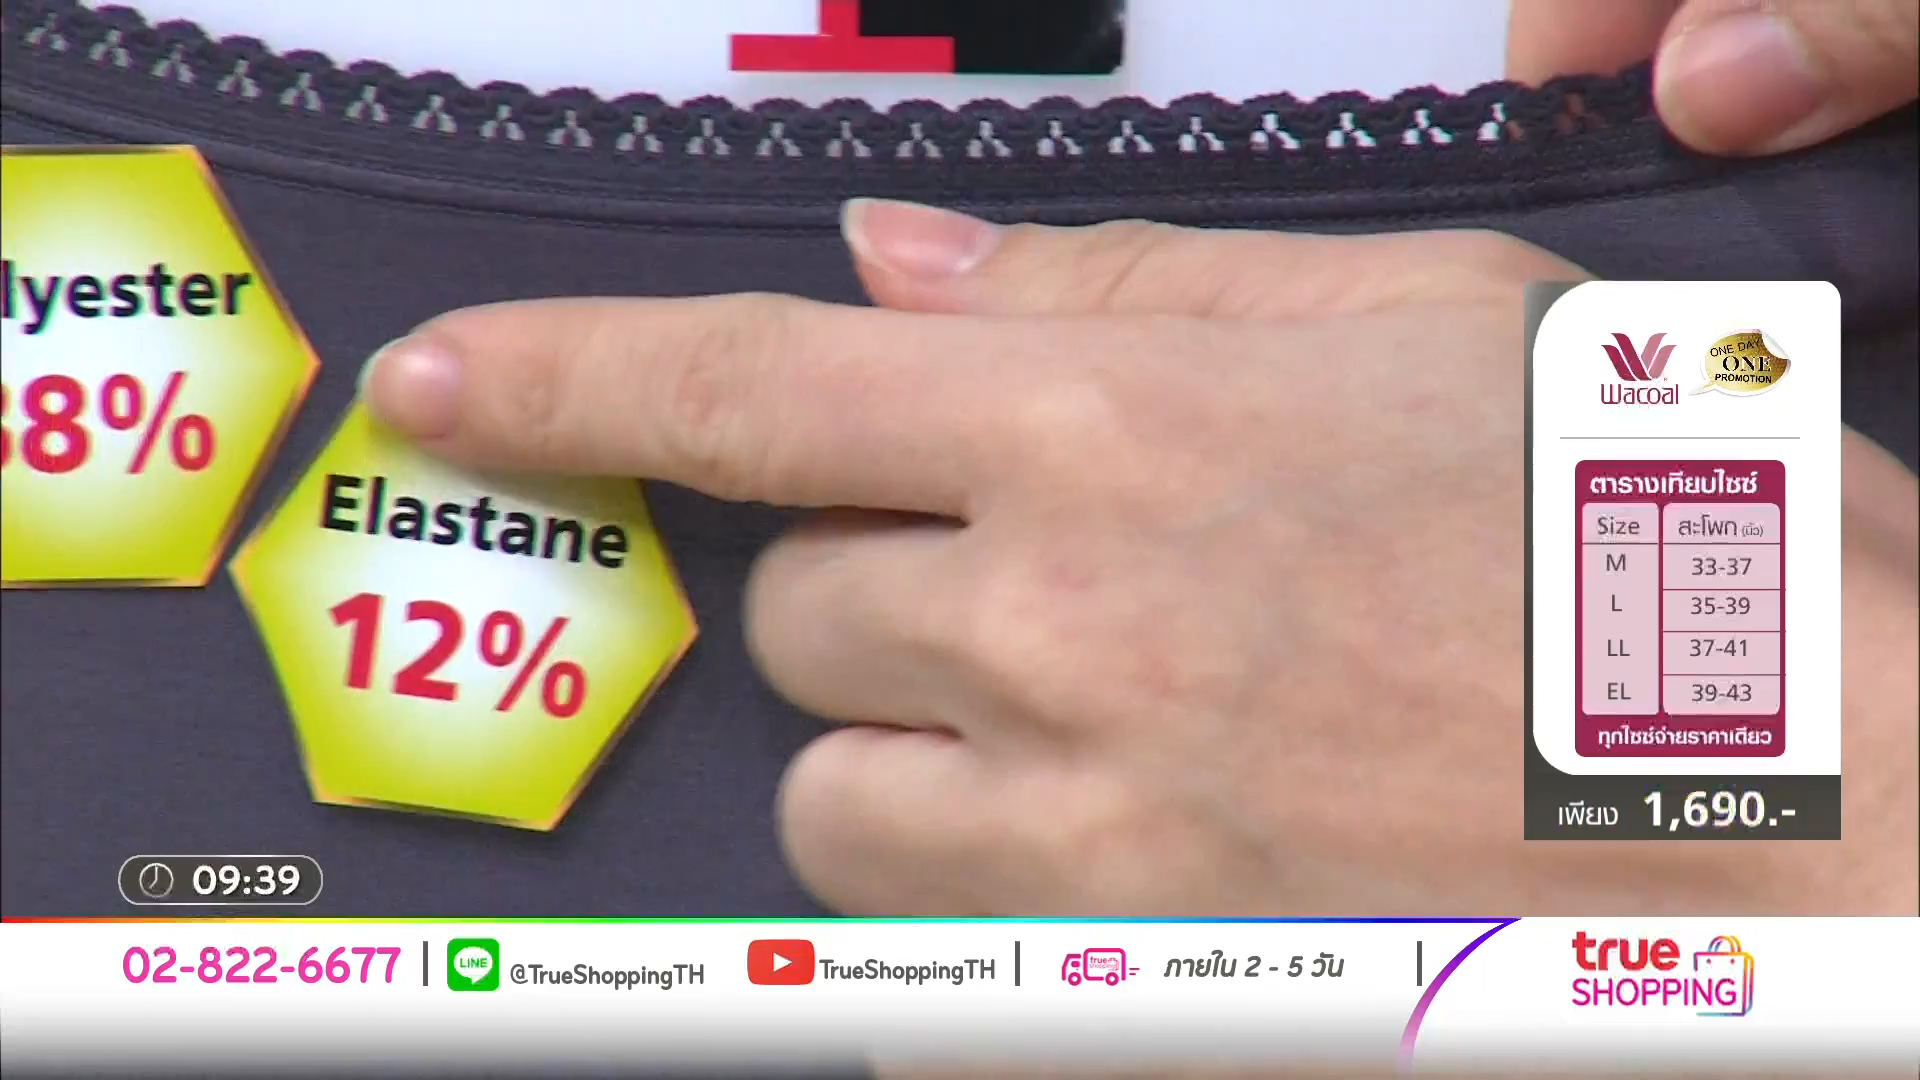 lyester
8%
Elastane
12%
Wacoal
ONE DAY
ONE
PROMOTION
ตารางเทียบไซซ์
Size สะโพก (นิ้ว)
M 33-37
L 35-39
LL 37-41
EL 39-43
ทุกไซซ์จ่ายราคาเดียว
เพียง 1,690.-
09:39
02-822-6677 LINE @TrueShoppingTH TrueShoppingTH ภายใน 2 - 5 วัน
true
SHOPPING